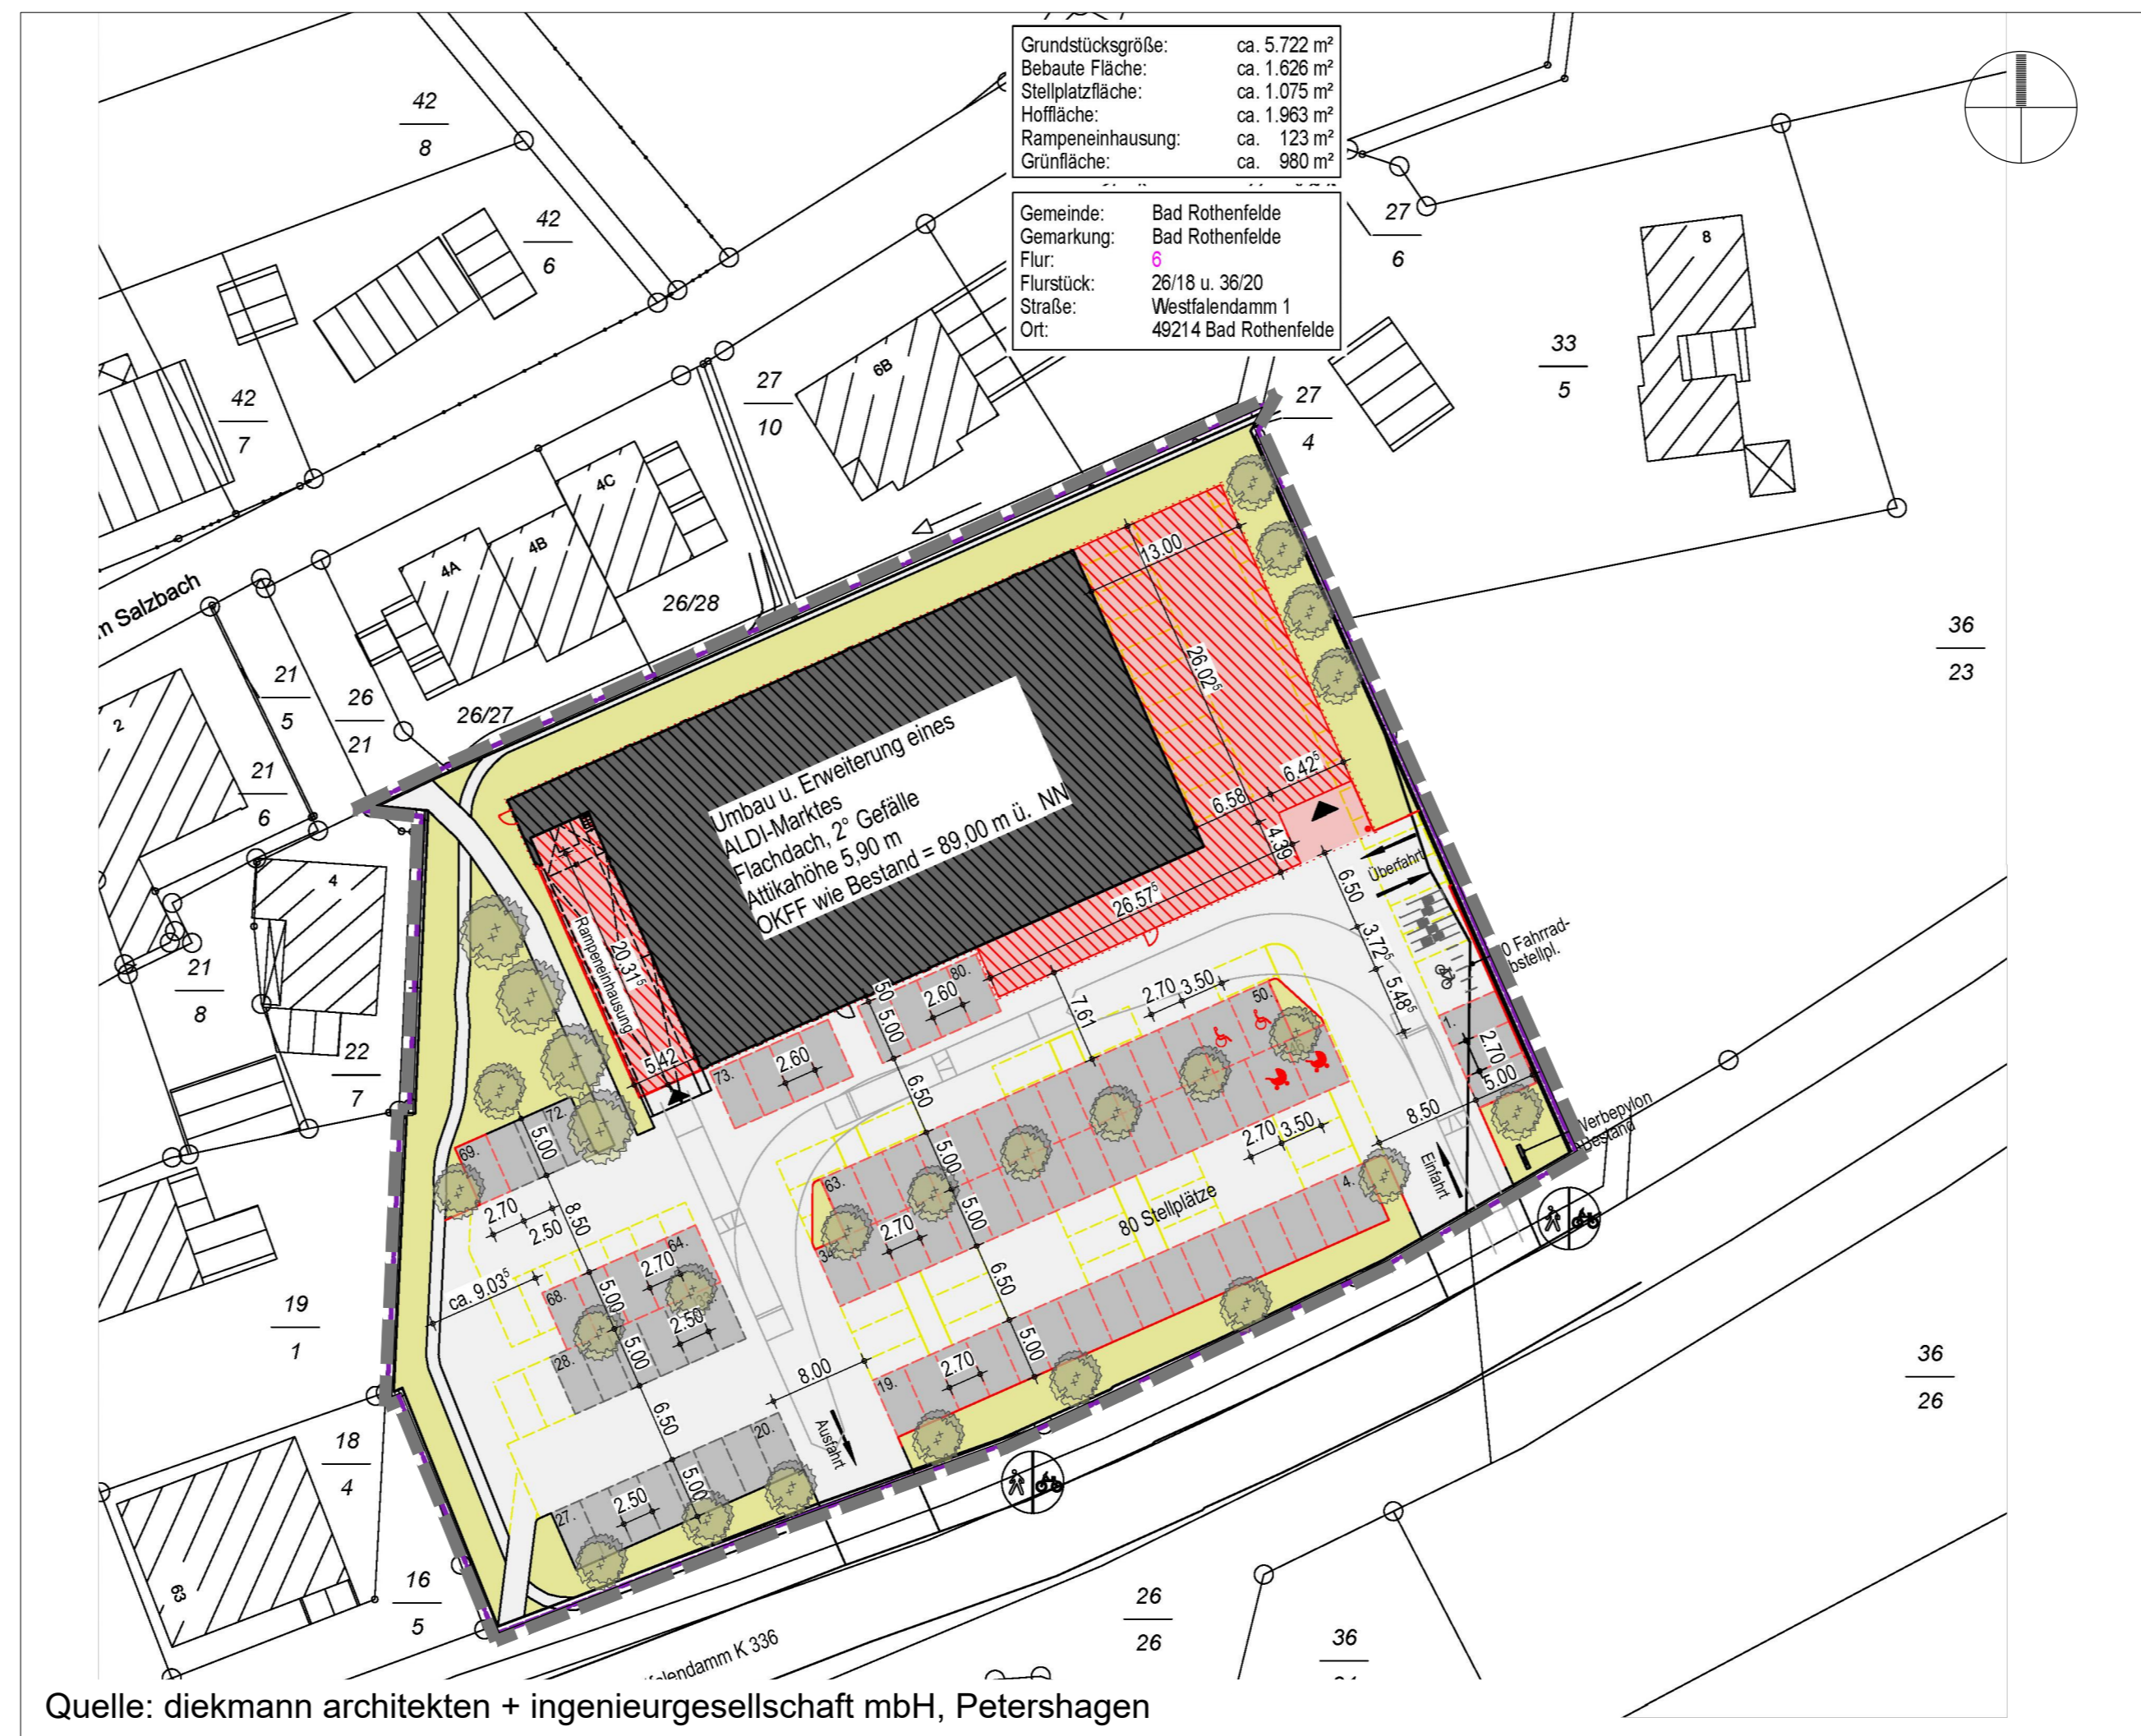 Grundstücksgröße: ca. 5.722 m²
Bebaute Fläche: ca. 1.626 m²
Stellplatzfläche: ca. 1.075 m²
Hoffläche: ca. 1.963 m²
Rampeneinhausung: ca. 123 m²
Grünfläche: ca. 980 m²
Gemeinde: Bad Rothenfelde
Gemarkung: Bad Rothenfelde
Flur: 6
Flurstück: 26/18 u. 36/20
Straße: Westfalendamm 1
Ort: 49214 Bad Rothenfelde
42
8
42
6
42
7
27
6
8
33
5
27
10
6B
27
4
4A
4B
4C
26/28
m Salzbach
26/27
21
5
26
21
2
21
6
4
21
8
22
7
19
1
18
4
63
16
5
36
23
36
26
26
26
36
13.00
26.02⁵
6.42⁵
6.58
4.39
26.57⁵
Umbau u. Erweiterung eines
ALDI-Marktes
Flachdach, 2° Gefälle
Attikahöhe 5,90 m
OKFF wie Bestand = 89,00 m ü. NN
Rampeneinhausung
20.31⁵
5.42
Überfahrt
6.50
3.72⁵
5.48⁵
0 Fahrrad-
bstellpl.
1.
2.70
5.00
8.50
Werbepylon
Bestand
Einfahrt
80.
2.60
50
5.00
73.
2.60
7.61
2.70 3.50
50.
6.50
5.00
5.00
63.
34.
2.70
2.70 3.50
80 Stellplätze
4.
6.50
5.00
19.
2.70
8.00
Ausfahrt
72.
69.
5.00
2.70
2.50
8.50
ca. 9.03⁵
64.
2.70
68.
5.00
2.50
28.
5.00
6.50
20.
5.00
27.
2.50
falendamm K 336
Quelle: diekmann architekten + ingenieurgesellschaft mbH, Petershagen